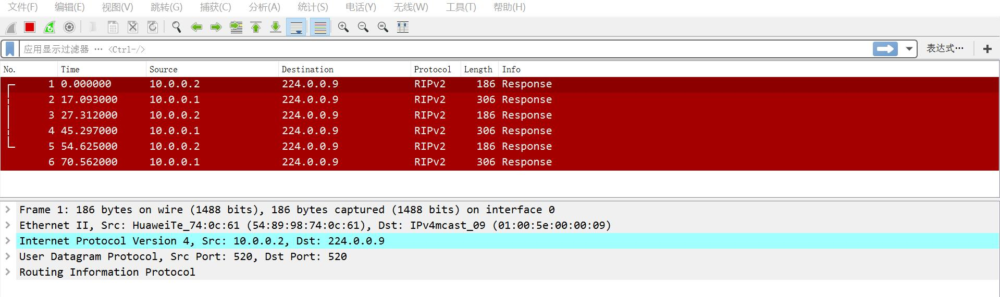 文件(F) 编辑(E) 视图(V) 跳转(G) 捕获(C) 分析(A) 统计(S) 电话(Y) 无线(W) 工具(T) 帮助(H)
应用显示过滤器 … <Ctrl-/> 表达式… +
No. Time Source Destination Protocol Length Info
1 0.000000 10.0.0.2 224.0.0.9 RIPv2 186 Response
2 17.093000 10.0.0.1 224.0.0.9 RIPv2 306 Response
3 27.312000 10.0.0.2 224.0.0.9 RIPv2 186 Response
4 45.297000 10.0.0.1 224.0.0.9 RIPv2 306 Response
5 54.625000 10.0.0.2 224.0.0.9 RIPv2 186 Response
6 70.562000 10.0.0.1 224.0.0.9 RIPv2 306 Response
Frame 1: 186 bytes on wire (1488 bits), 186 bytes captured (1488 bits) on interface 0
Ethernet II, Src: HuaweiTe_74:0c:61 (54:89:98:74:0c:61), Dst: IPv4mcast_09 (01:00:5e:00:00:09)
Internet Protocol Version 4, Src: 10.0.0.2, Dst: 224.0.0.9
User Datagram Protocol, Src Port: 520, Dst Port: 520
Routing Information Protocol